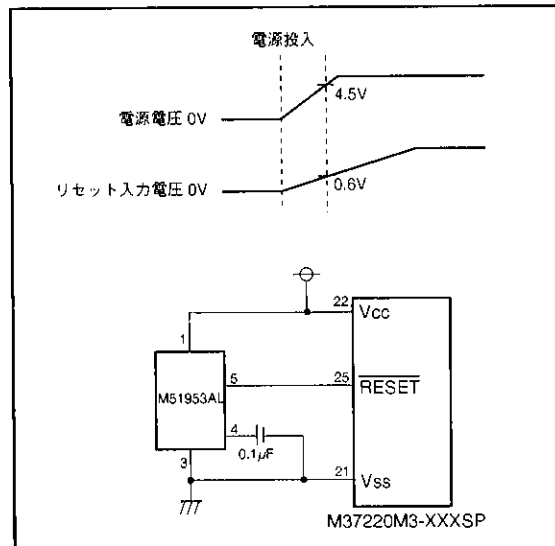 電源投入
4.5V
電源電圧 0V
0.6V
リセット入力電圧 0V
22
Vcc
1
M51953AL
5
25
RESET
4
0.1μF
3
21
Vss
M37220M3-XXXSP